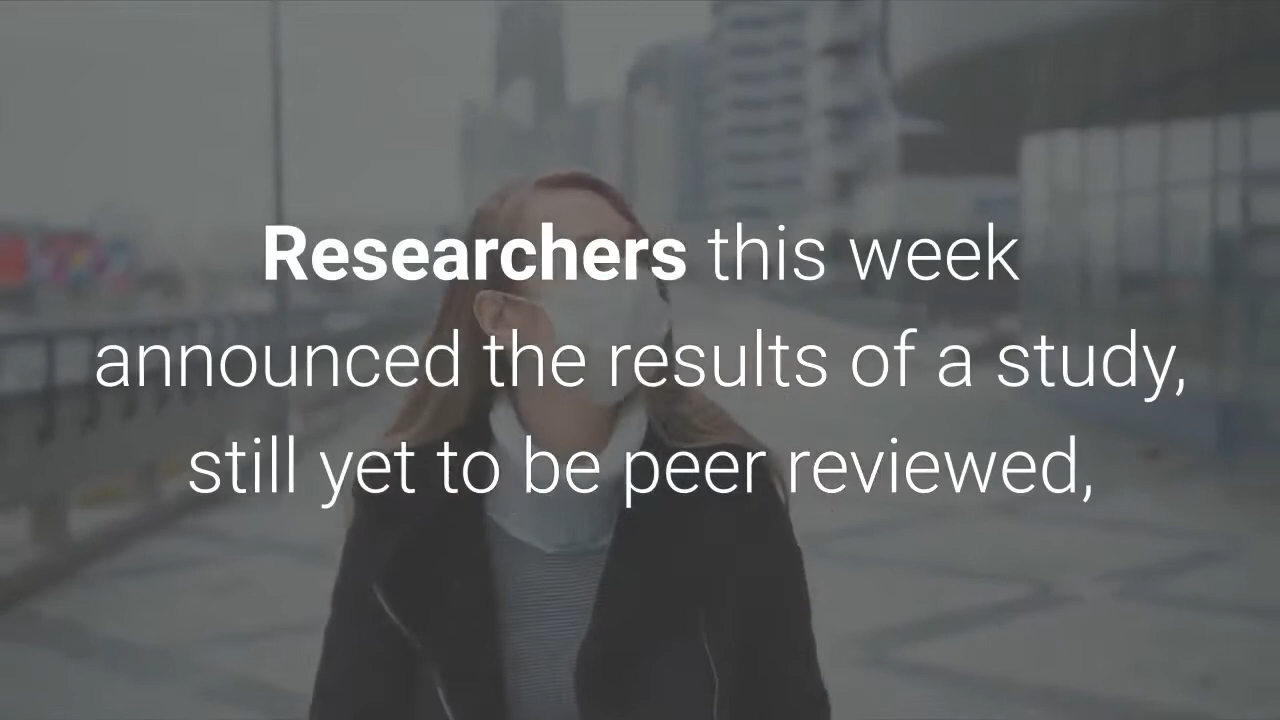 Researchers this week
announced the results of a study,
still yet to be peer reviewed,